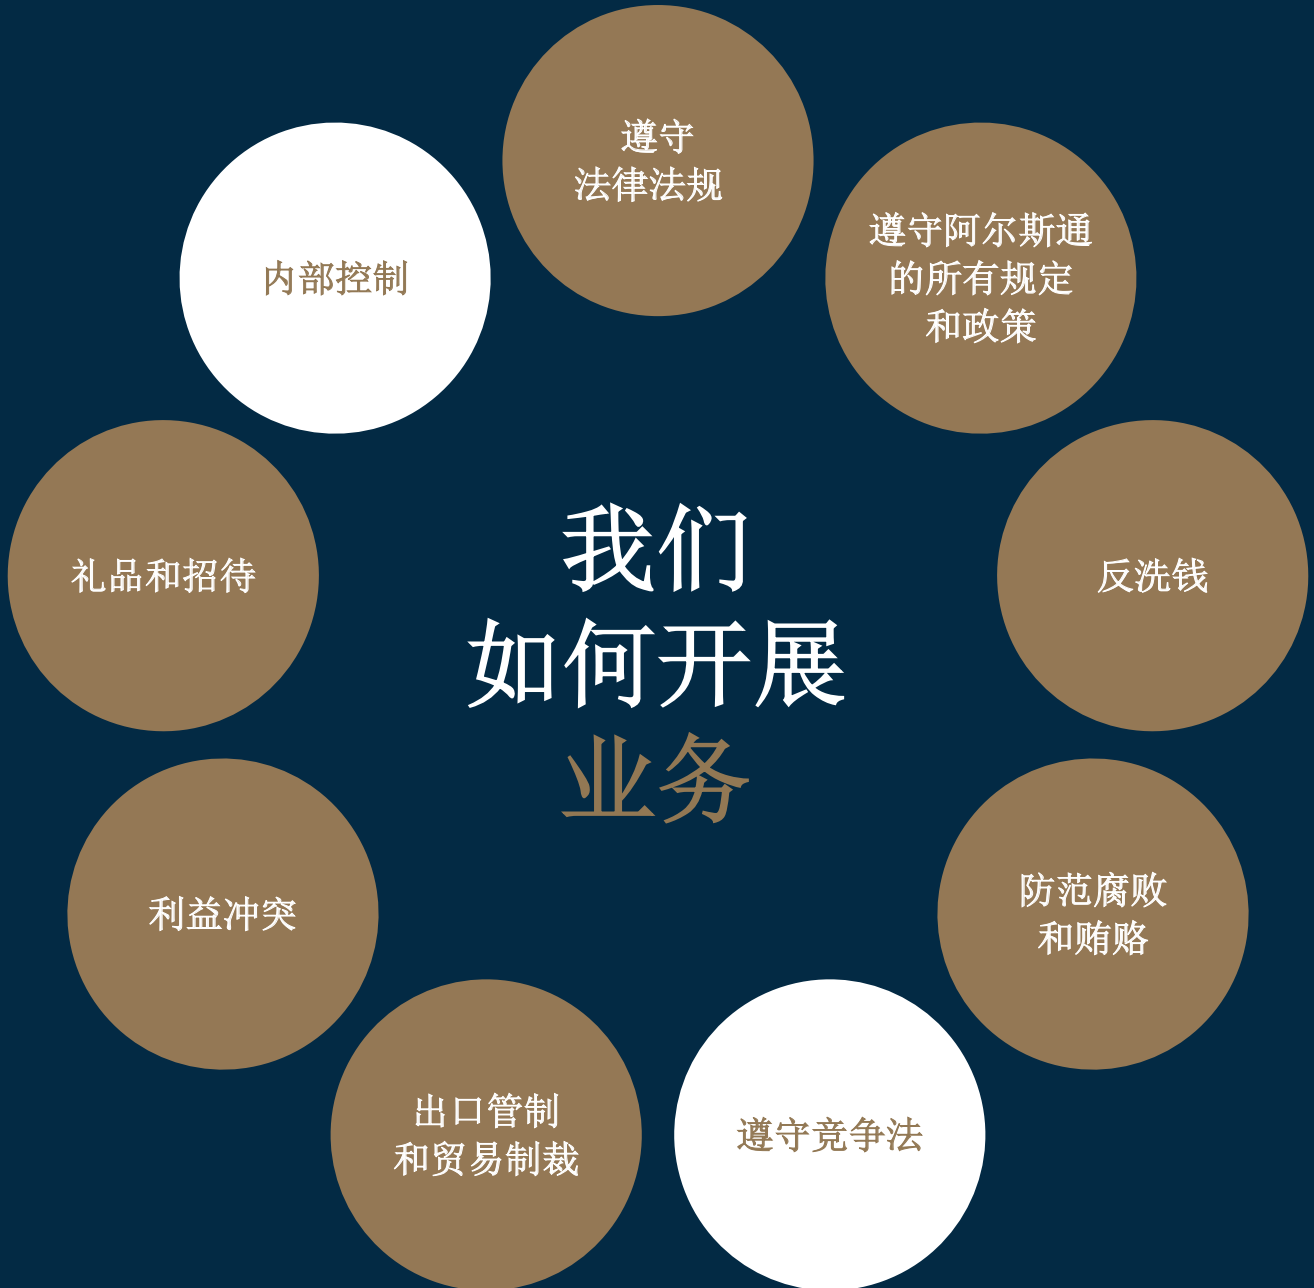 遵守
法律法规
遵守阿尔斯通
的所有规定
和政策
内部控制
我们
如何开展
业务
礼品和招待
反洗钱
利益冲突
防范腐败
和贿赂
出口管制
和贸易制裁
遵守竞争法